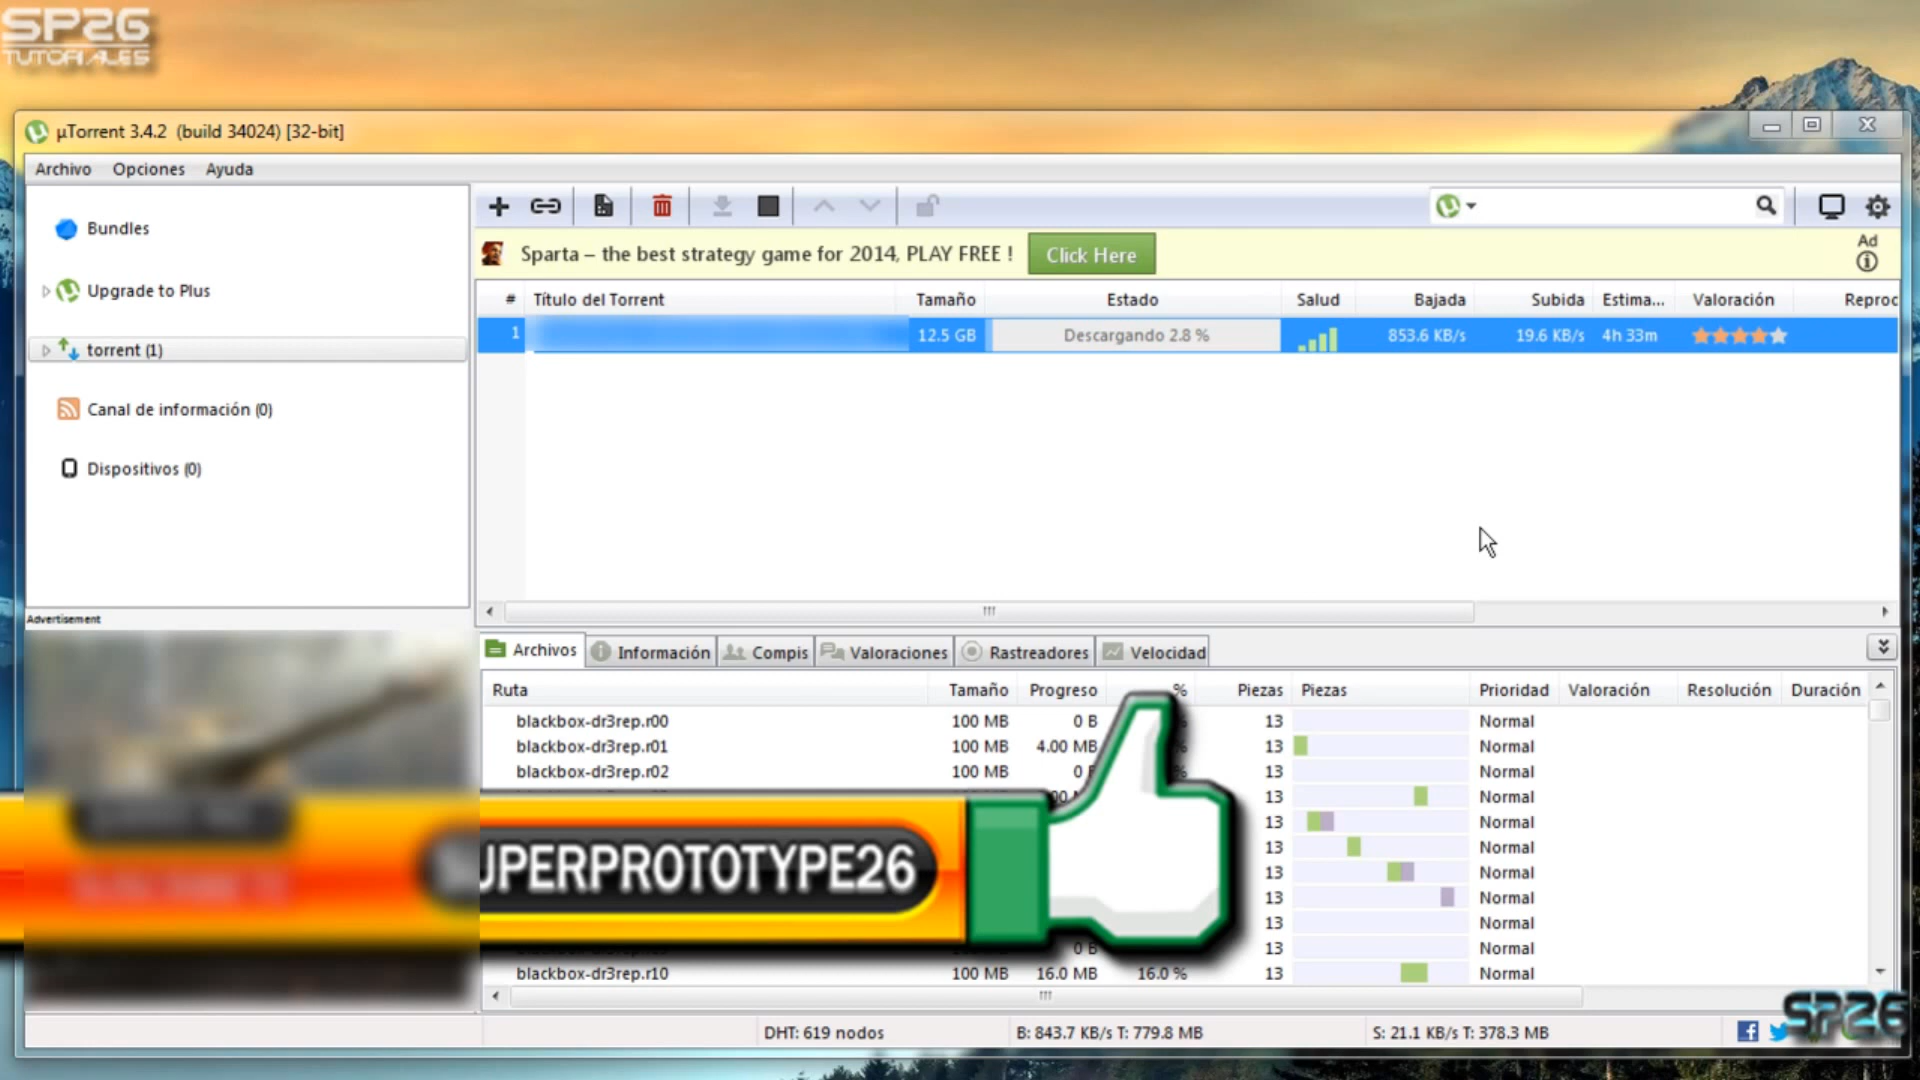 SP26
TUTORIALES
µTorrent 3.4.2 (build 34024) [32-bit]
Archivo Opciones Ayuda
Bundles
Upgrade to Plus
torrent (1)
Canal de información (0)
Dispositivos (0)
Sparta – the best strategy game for 2014, PLAY FREE ! Click Here Ad
# Título del Torrent Tamaño Estado Salud Bajada Subida Estima... Valoración Reproc
1 12.5 GB Descargando 2.8 % 853.6 KB/s 19.6 KB/s 4h 33m
Advertisement
Archivos Información Compis Valoraciones Rastreadores Velocidad
Ruta Tamaño Progreso % Piezas Piezas Prioridad Valoración Resolución Duración
blackbox-dr3rep.r00 100 MB 0 B % 13 Normal
blackbox-dr3rep.r01 100 MB 4.00 MB % 13 Normal
blackbox-dr3rep.r02 100 MB 0 % 13 Normal
13 Normal
13 Normal
13 Normal
13 Normal
13 Normal
13 Normal
0 B 13 Normal
blackbox-dr3rep.r10 100 MB 16.0 MB 16.0 % 13 Normal
SUPERPROTOTYPE26
DHT: 619 nodos B: 843.7 KB/s T: 779.8 MB S: 21.1 KB/s T: 378.3 MB
SP26